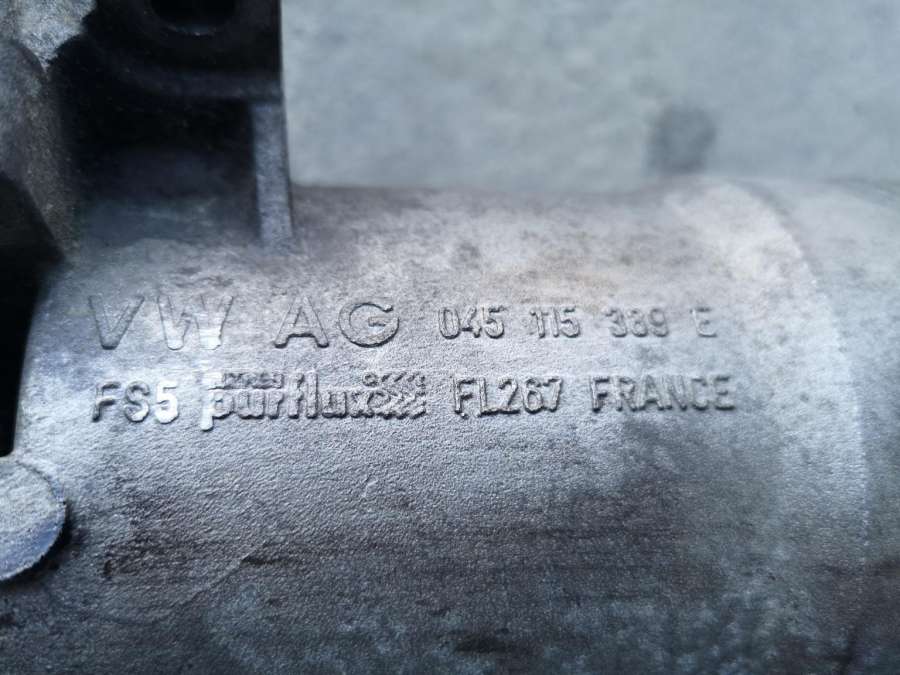 VW AG 045 115 389 E
FS5 purflux FL267 FRANCE